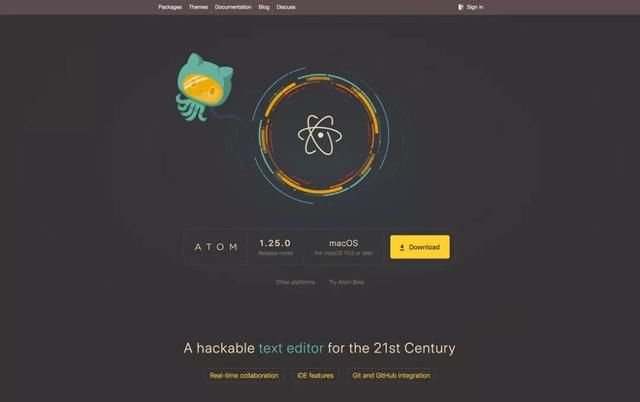 Packages Themes Documentation Blog Discuss Sign in
ATOM 1.25.0 macOS Download
Release notes For macOS 10.9 or later
Other platforms Try Atom Beta
A hackable text editor for the 21st Century
Real-time collaboration IDE features Git and GitHub integration